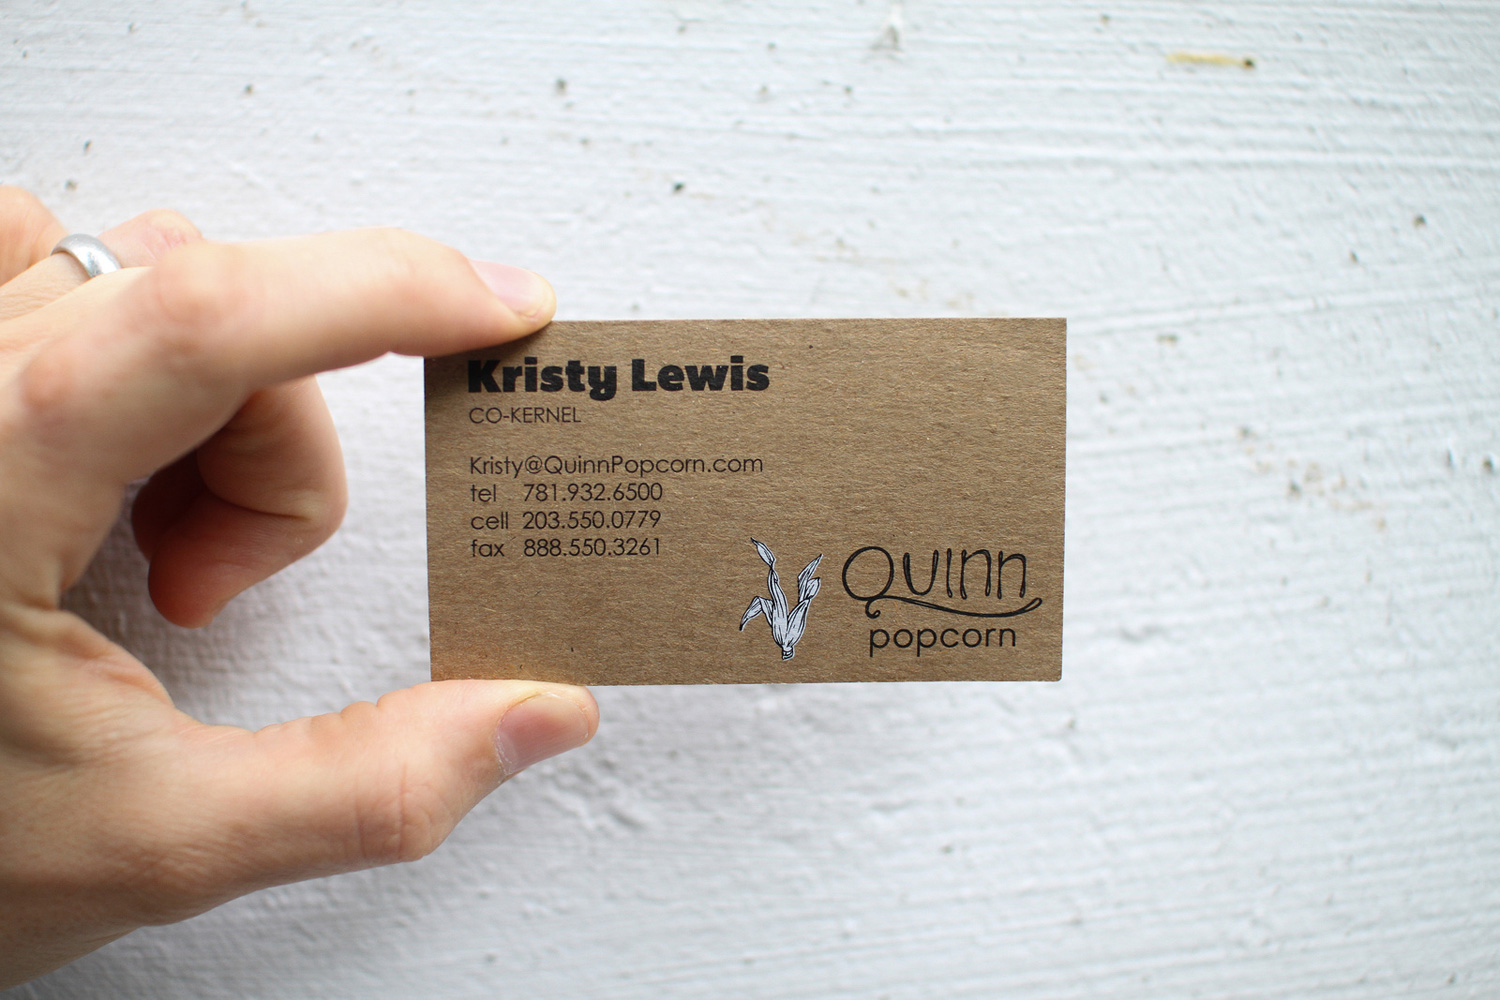 Kristy Lewis
CO-KERNEL
Kristy@QuinnPopcorn.com
tel 781.932.6500
cell 203.550.0779
fax 888.550.3261
Quinn
popcorn